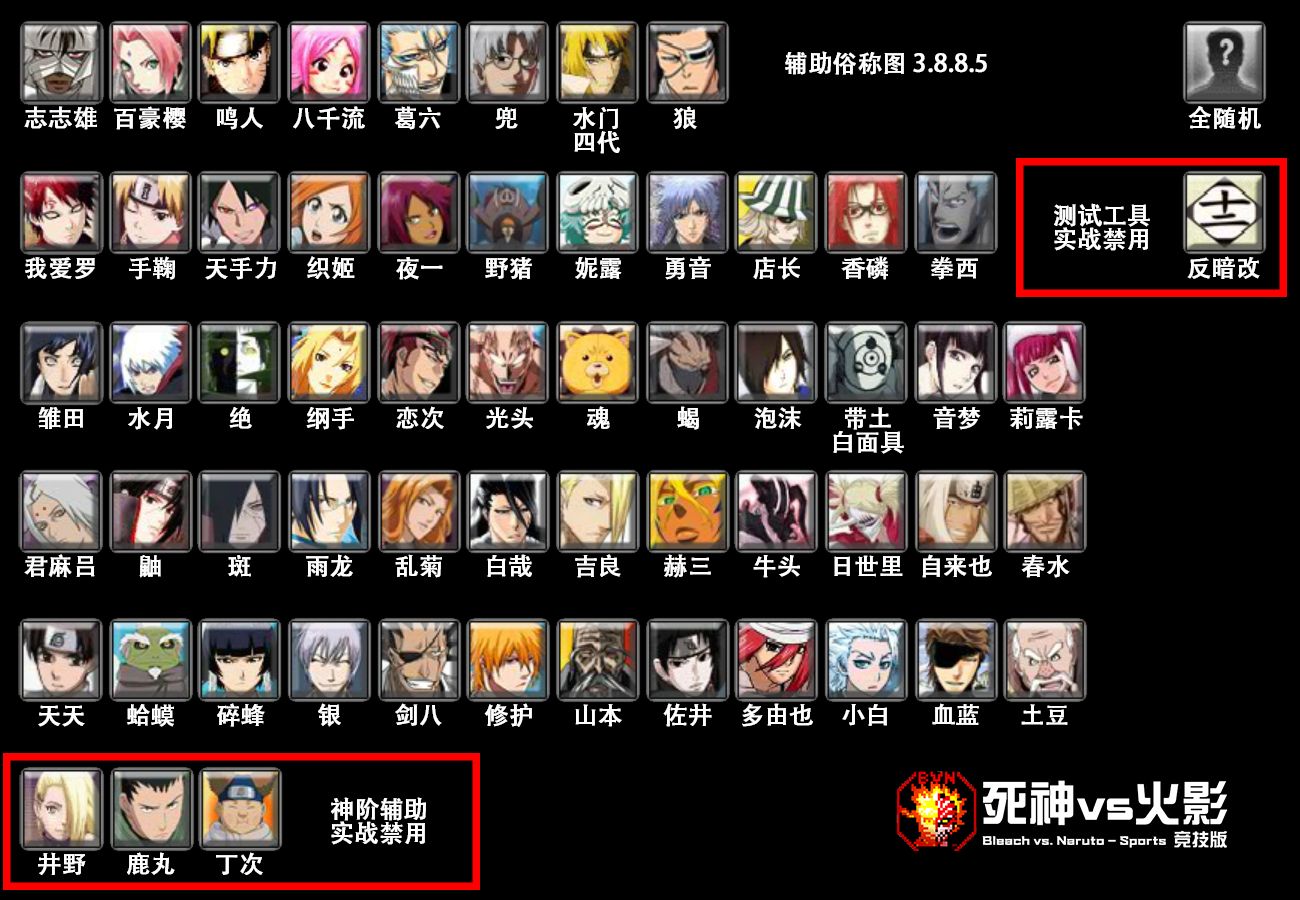 辅助俗称图 3.8.8.5
志志雄 百豪樱 鸣人 八千流 葛六 兜 水门 狼 全随机
四代
测试工具
实战禁用
我爱罗 手鞠 天手力 织姬 夜一 野猪 妮露 勇音 店长 香磷 拳西 反暗改
雏田 水月 绝 纲手 恋次 光头 魂 蝎 泡沫 带土 音梦 莉露卡
白面具
君麻吕 鼬 斑 雨龙 乱菊 白哉 吉良 赫三 牛头 日世里 自来也 春水
天天 蛤蟆 碎蜂 银 剑八 修护 山本 佐井 多由也 小白 血蓝 土豆
神阶辅助
实战禁用
井野 鹿丸 丁次
BVN
死神vs火影
Bleach vs. Naruto - Sports 竞技版